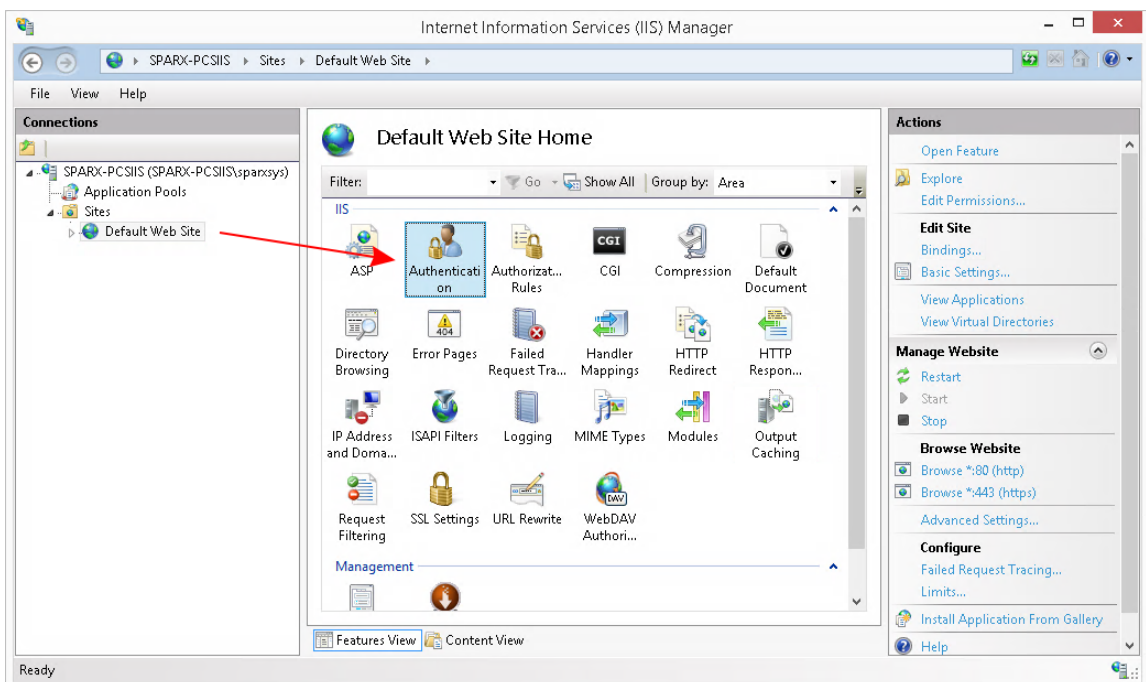 Internet Information Services (IIS) Manager
SPARX-PCSIIS Sites Default Web Site
File View Help
Connections
SPARX-PCSIIS (SPARX-PCSIIS\sparxsys)
Application Pools
Sites
Default Web Site
Default Web Site Home
Filter: Go Show All Group by: Area
IIS
ASP
Authenticati
on
Authorizat...
Rules
CGI
CGI
Compression
Default
Document
Directory
Browsing
404
Error Pages
Failed
Request Tra...
Handler
Mappings
HTTP
Redirect
HTTP
Respon...
IP Address
and Doma...
ISAPI Filters
Logging
MIME Types
Modules
Output
Caching
Request
Filtering
SSL Settings
URL Rewrite
DAV
WebDAV
Authori...
Management
Features View Content View
Actions
Open Feature
Explore
Edit Permissions...
Edit Site
Bindings...
Basic Settings...
View Applications
View Virtual Directories
Manage Website
Restart
Start
Stop
Browse Website
Browse *:80 (http)
Browse *:443 (https)
Advanced Settings...
Configure
Failed Request Tracing...
Limits...
Install Application From Gallery
Help
Ready